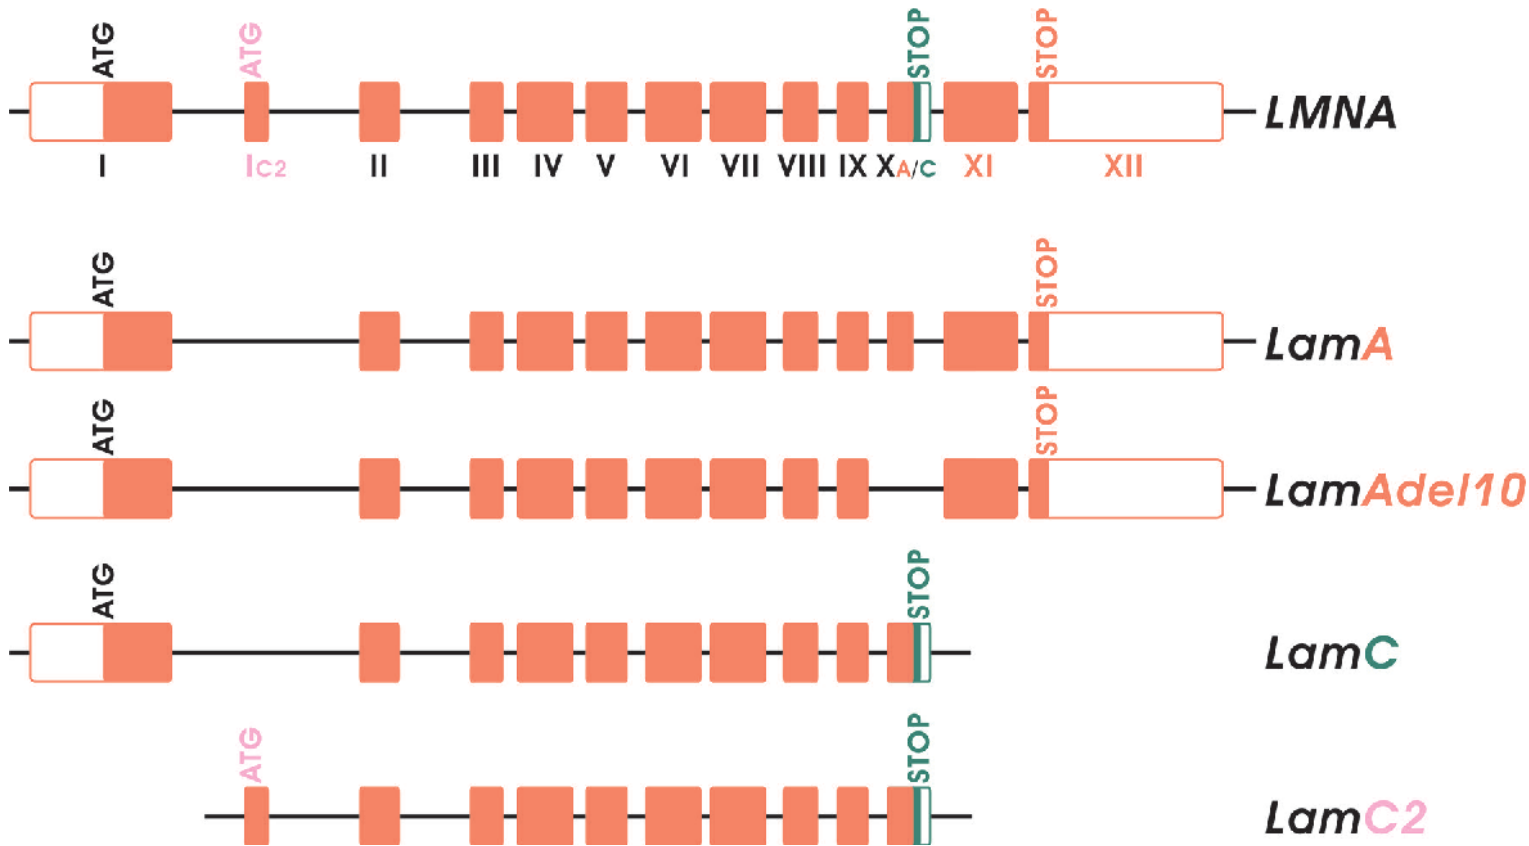 ATG ATG STOP STOP
LMNA
I IC2 II III IV V VI VII VIII IX XA/C XI XII
ATG STOP
LamA
ATG STOP
LamAdel10
ATG STOP
LamC
ATG STOP
LamC2